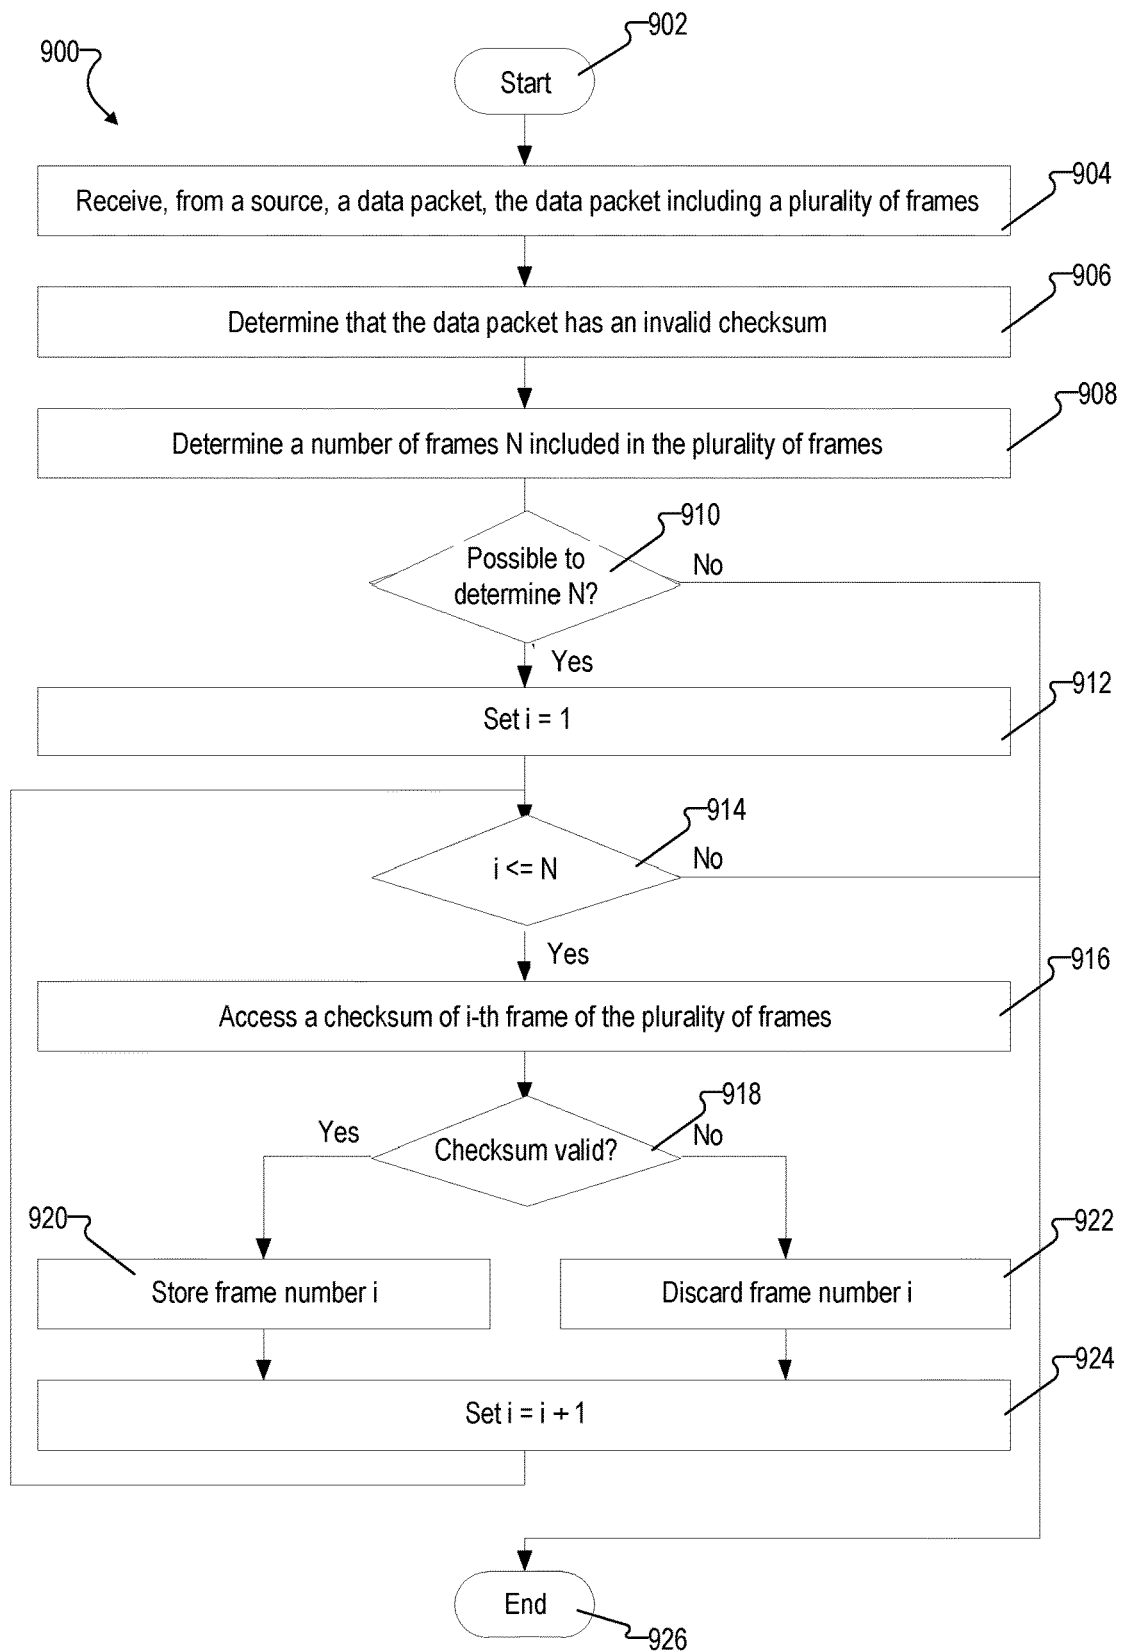 902
900
Start
904
Receive, from a source, a data packet, the data packet including a plurality of frames
906
Determine that the data packet has an invalid checksum
908
Determine a number of frames N included in the plurality of frames
910
Possible to
determine N?
No
Yes
912
Set i = 1
914
i <= N
No
Yes
916
Access a checksum of i-th frame of the plurality of frames
918
Yes
Checksum valid?
No
920
922
Store frame number i
Discard frame number i
924
Set i = i + 1
End
926